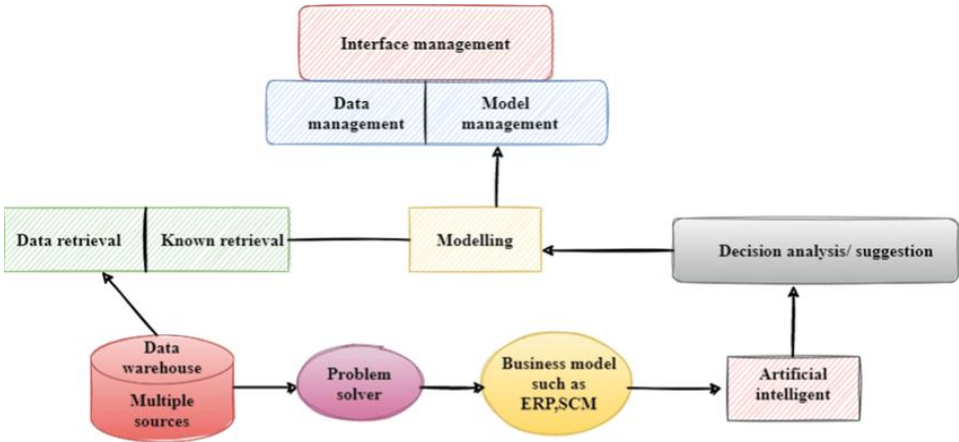 Interface management
Data
management
Model
management
Data retrieval
Known retrieval
Modelling
Decision analysis/ suggestion
Data
warehouse
Multiple
sources
Problem
solver
Business model
such as
ERP,SCM
Artificial
intelligent